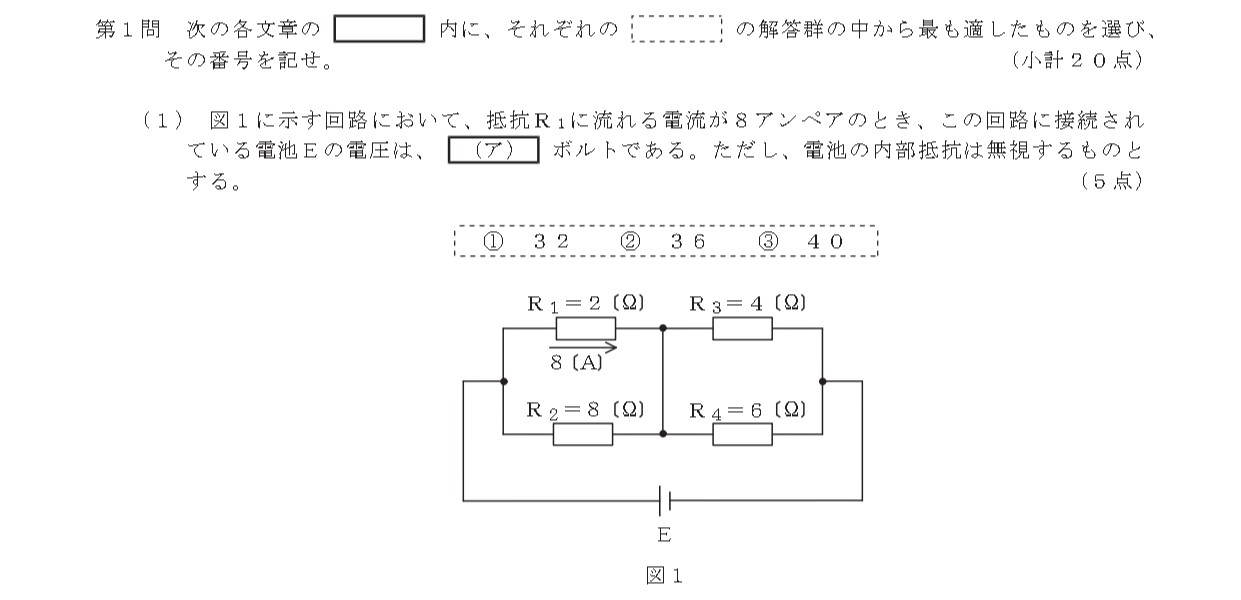 第１問　次の各文章の　　　　内に、それぞれの　　　　の解答群の中から最も適したものを選び、
その番号を記せ。　（小計２０点）
（１）　図１に示す回路において、抵抗Ｒ₁に流れる電流が８アンペアのとき、この回路に接続され
ている電池Ｅの電圧は、　（ア）　ボルトである。ただし、電池の内部抵抗は無視するものと
する。　（５点）
①　３２　②　３６　③　４０
Ｒ₁＝２〔Ω〕　Ｒ₃＝４〔Ω〕
８〔A〕
Ｒ₂＝８〔Ω〕　Ｒ₄＝６〔Ω〕
Ｅ
図１